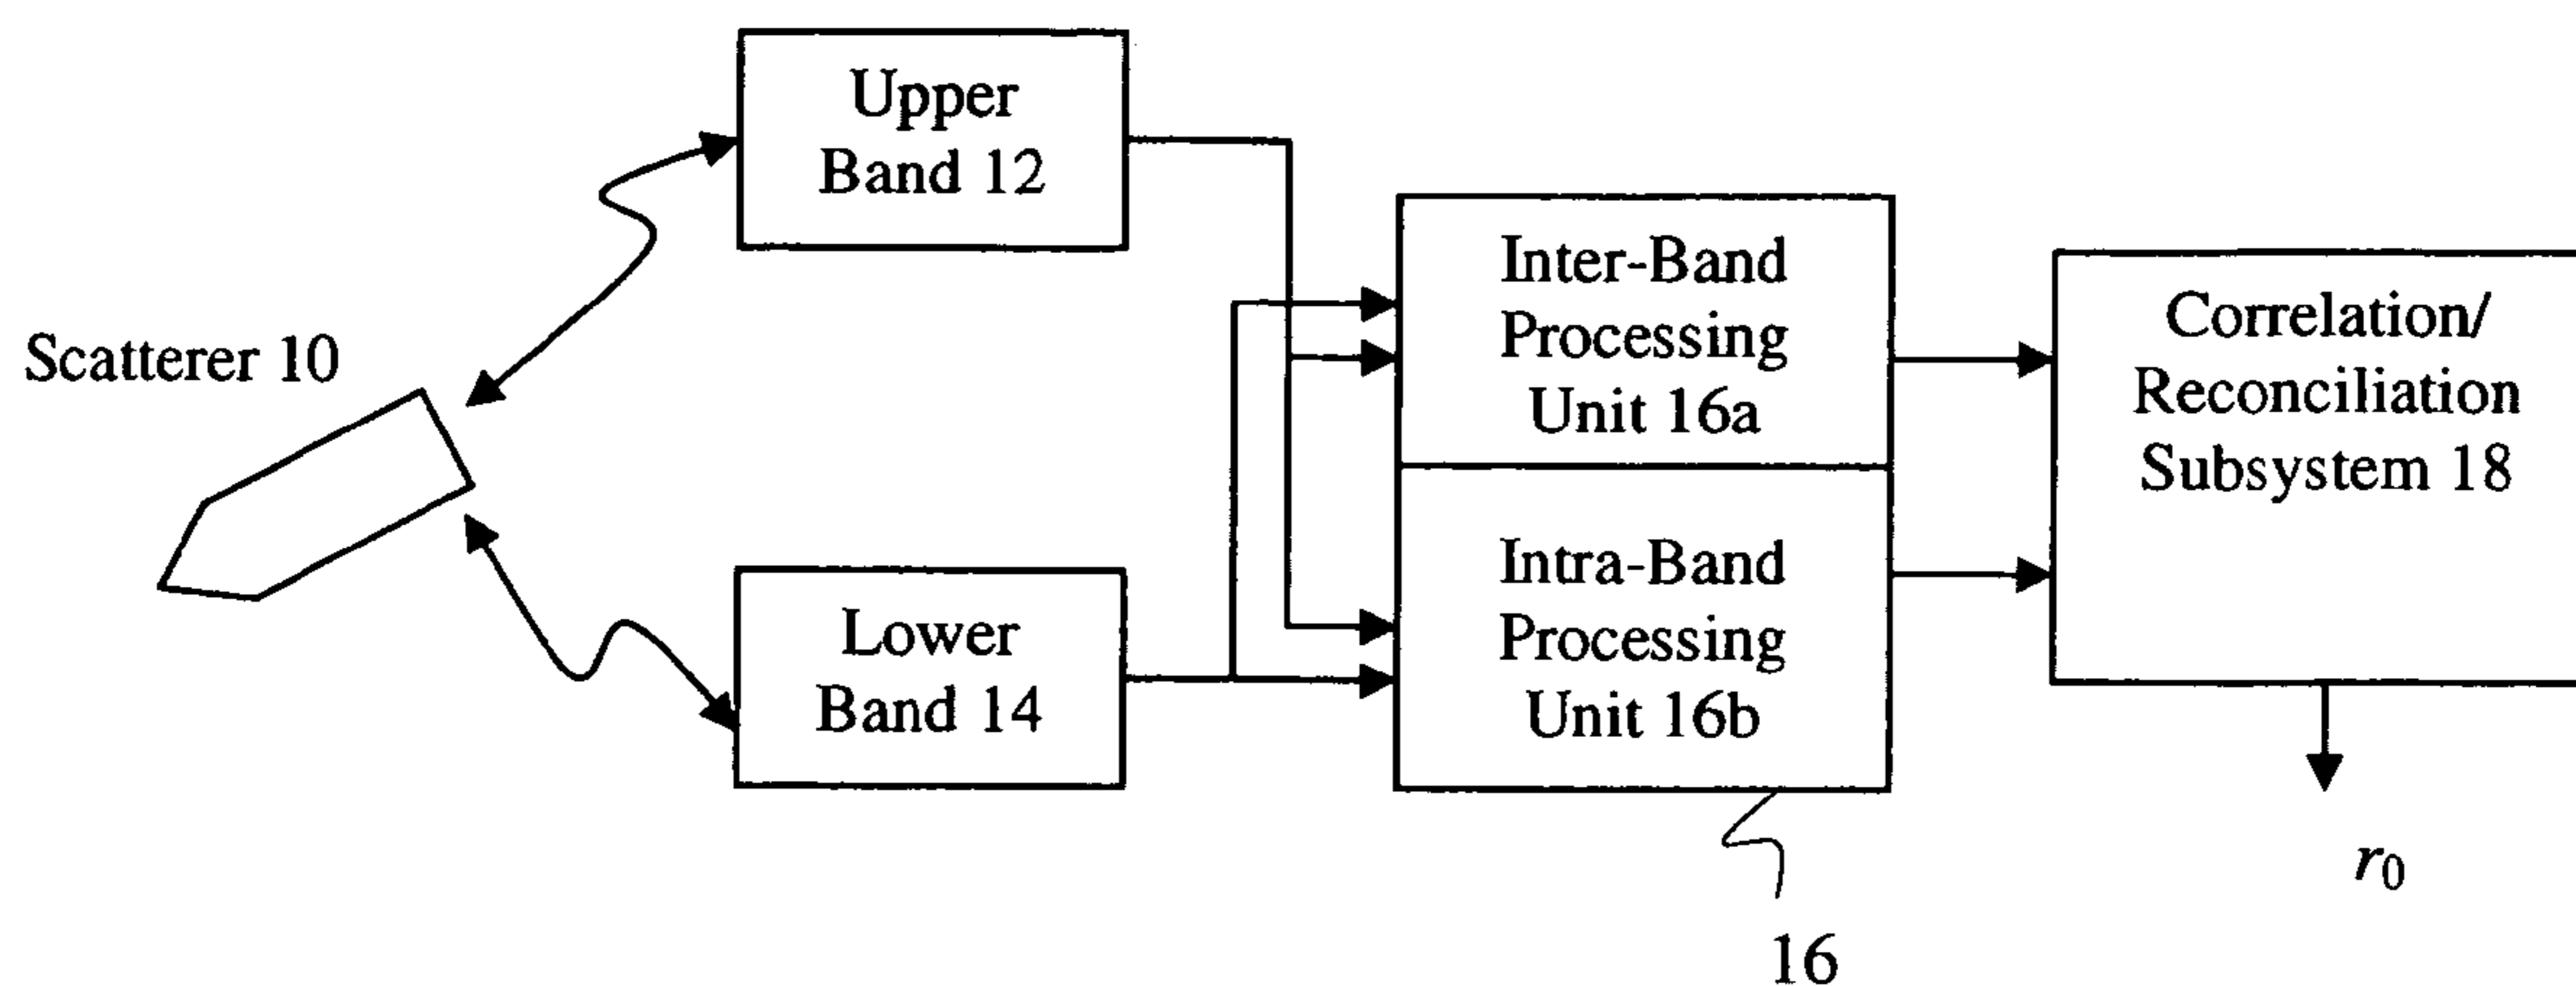 Upper
Band 12
Scatterer 10
Inter-Band
Processing
Unit 16a
Correlation/
Reconciliation
Subsystem 18
Lower
Band 14
Intra-Band
Processing
Unit 16b
r0
16